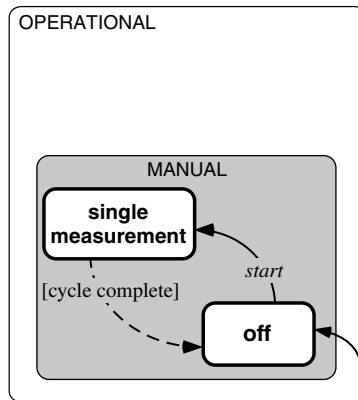 OPERATIONAL
MANUAL
single
measurement
start
[cycle complete]
off